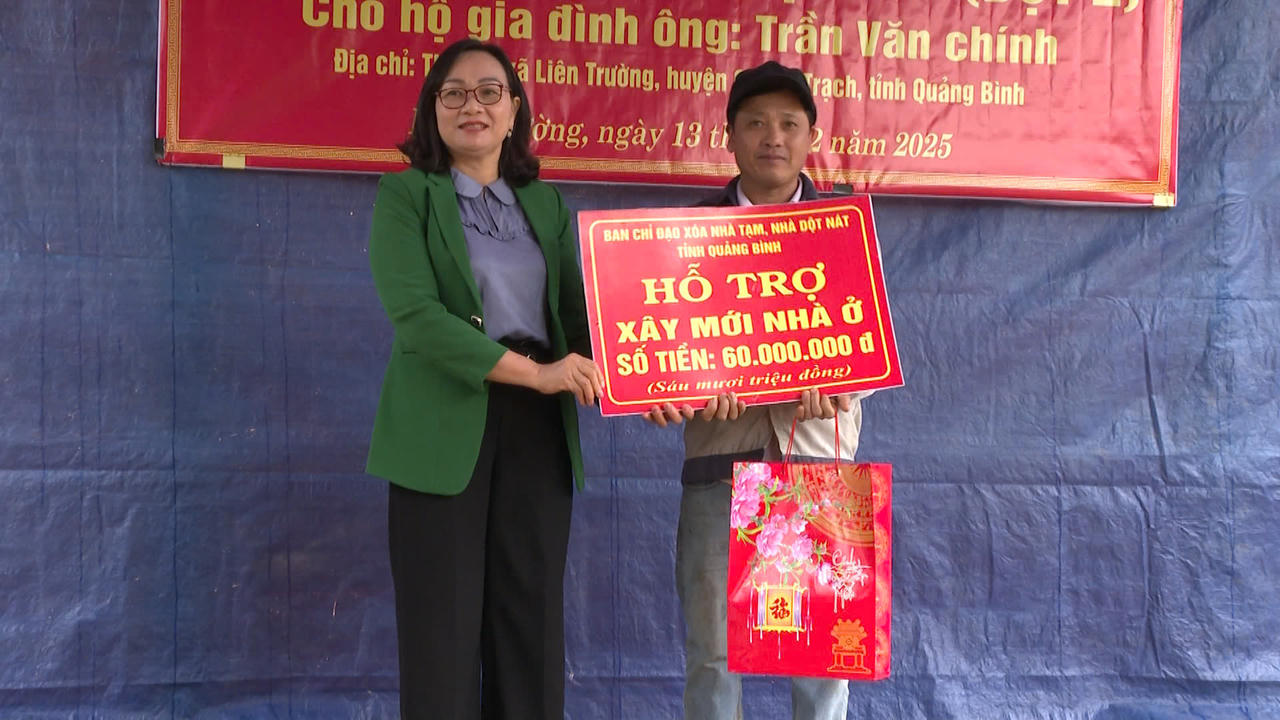 Cho hộ gia đình ông: Trần Văn chính
Địa chỉ: xã Liên Trường, huyện Trạch, tỉnh Quảng Bình
ngày 13 năm 2025
BAN CHỈ ĐẠO XÓA NHÀ TẠM, NHÀ DỘT NÁT
TỈNH QUẢNG BÌNH
HỖ TRỢ
XÂY MỚI NHÀ Ở
SỐ TIỀN: 60.000.000 đ
(Sáu mươi triệu đồng)
福